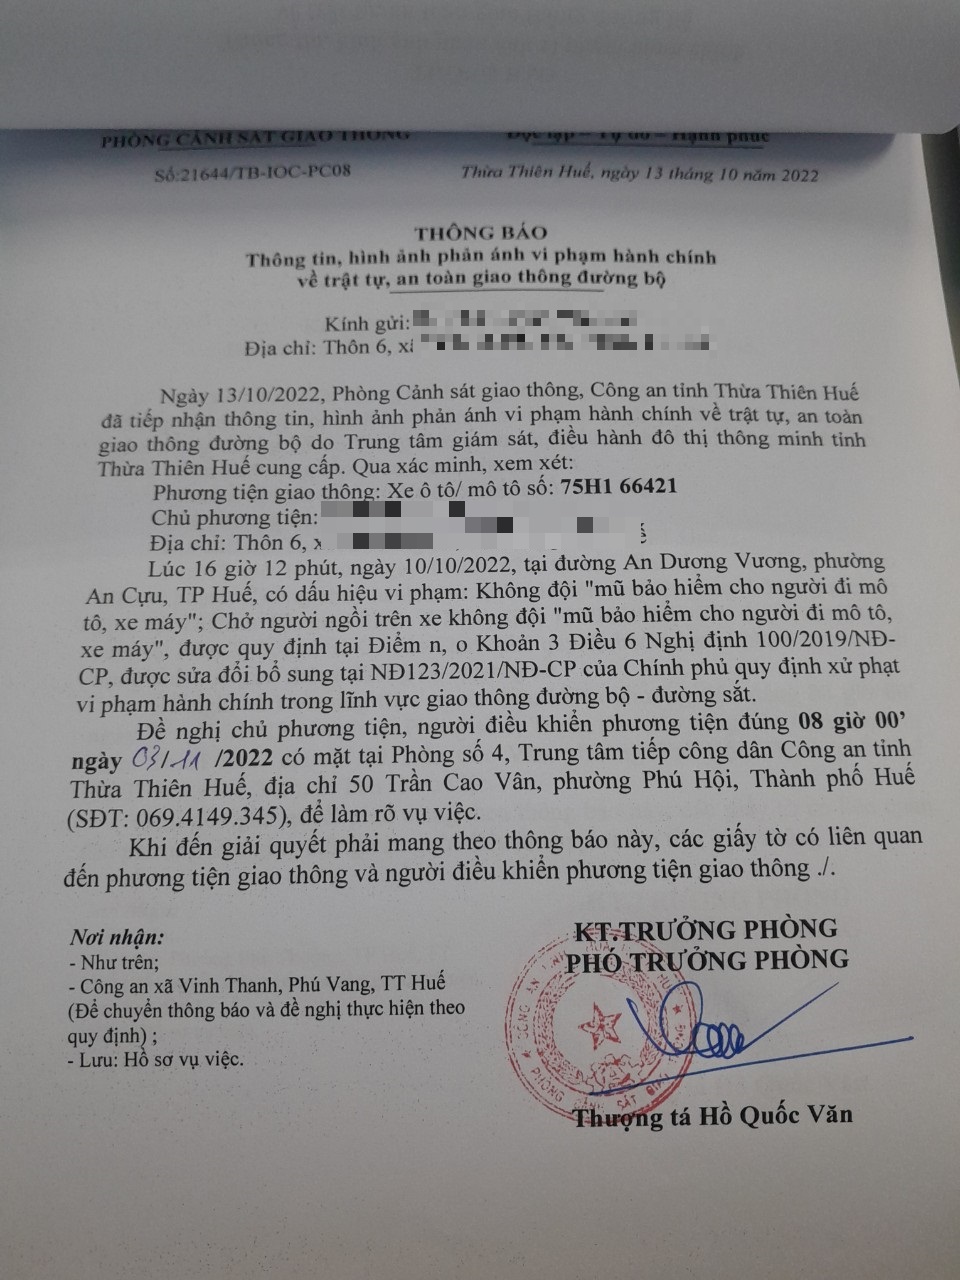 PHÒNG CẢNH SÁT GIAO THÔNG
Độc lập – Tự do – Hạnh phúc
Số:21644/TB-IOC-PC08
Thừa Thiên Huế, ngày 13 tháng 10 năm 2022
THÔNG BÁO
Thông tin, hình ảnh phản ánh vi phạm hành chính
về trật tự, an toàn giao thông đường bộ
Kính gửi:
Địa chỉ: Thôn 6, xã
Ngày 13/10/2022, Phòng Cảnh sát giao thông, Công an tỉnh Thừa Thiên Huế
đã tiếp nhận thông tin, hình ảnh phản ánh vi phạm hành chính về trật tự, an toàn
giao thông đường bộ do Trung tâm giám sát, điều hành đô thị thông minh tỉnh
Thừa Thiên Huế cung cấp. Qua xác minh, xem xét:
Phương tiện giao thông: Xe ô tô/ mô tô số: 75H1 66421
Chủ phương tiện:
Địa chỉ: Thôn 6, x
Lúc 16 giờ 12 phút, ngày 10/10/2022, tại đường An Dương Vương, phường
An Cựu, TP Huế, có dấu hiệu vi phạm: Không đội "mũ bảo hiểm cho người đi mô
tô, xe máy"; Chở người ngồi trên xe không đội "mũ bảo hiểm cho người đi mô tô,
xe máy", được quy định tại Điểm n, o Khoản 3 Điều 6 Nghị định 100/2019/NĐ-
CP, được sửa đổi bổ sung tại NĐ123/2021/NĐ-CP của Chính phủ quy định xử phạt
vi phạm hành chính trong lĩnh vực giao thông đường bộ - đường sắt.
Đề nghị chủ phương tiện, người điều khiển phương tiện đúng 08 giờ 00’
ngày 03/11 /2022 có mặt tại Phòng số 4, Trung tâm tiếp công dân Công an tỉnh
Thừa Thiên Huế, địa chỉ 50 Trần Cao Vân, phường Phú Hội, Thành phố Huế
(SĐT: 069.4149.345), để làm rõ vụ việc.
Khi đến giải quyết phải mang theo thông báo này, các giấy tờ có liên quan
đến phương tiện giao thông và người điều khiển phương tiện giao thông ./.
Nơi nhận:
- Như trên;
- Công an xã Vinh Thanh, Phú Vang, TT Huế
(Để chuyển thông báo và đề nghị thực hiện theo
quy định) ;
- Lưu: Hồ sơ vụ việc.
KT.TRƯỞNG PHÒNG
PHÓ TRƯỞNG PHÒNG
Thượng tá Hồ Quốc Văn